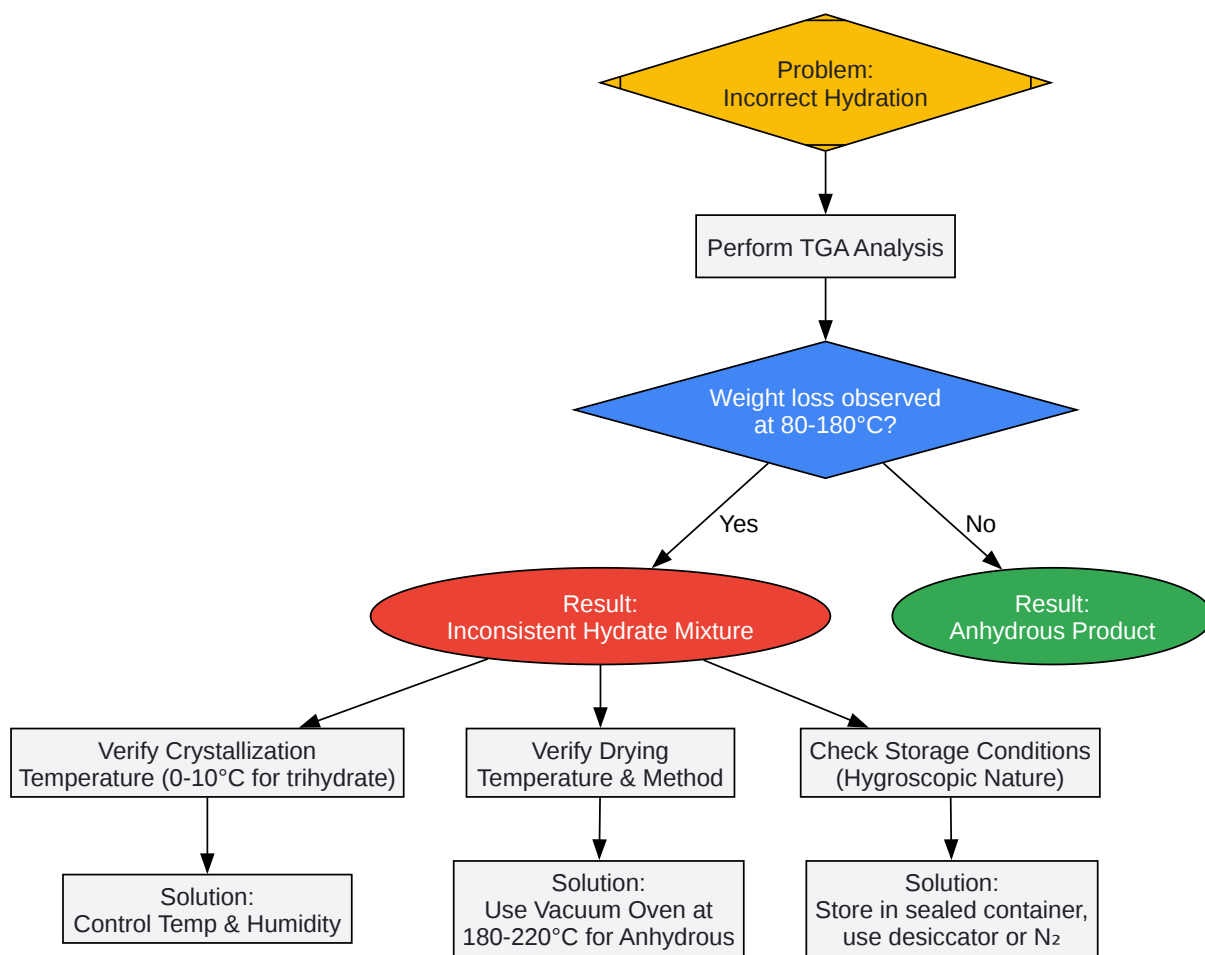 Problem:
Incorrect Hydration
Perform TGA Analysis
Weight loss observed
at 80-180°C?
Yes
No
Result:
Inconsistent Hydrate Mixture
Result:
Anhydrous Product
Verify Crystallization
Temperature (0-10°C for trihydrate)
Verify Drying
Temperature & Method
Check Storage Conditions
(Hygroscopic Nature)
Solution:
Control Temp & Humidity
Solution:
Use Vacuum Oven at
180-220°C for Anhydrous
Solution:
Store in sealed container,
use desiccator or N₂